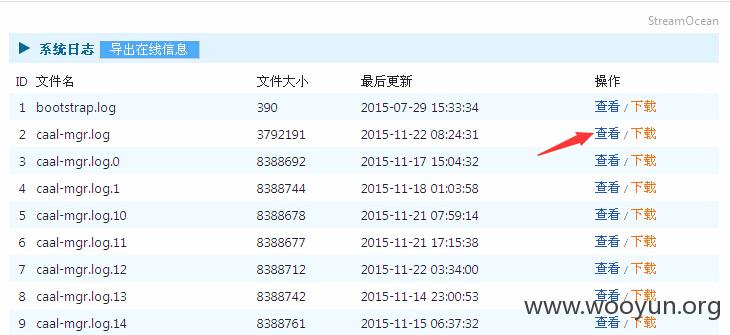 StreamOcean
系统日志 导出在线信息
ID 文件名 文件大小 最后更新 操作
1 bootstrap.log 390 2015-07-29 15:33:34 查看 / 下载
2 caal-mgr.log 3792191 2015-11-22 08:24:31 查看 / 下载
3 caal-mgr.log.0 8388692 2015-11-17 15:04:32 查看 / 下载
4 caal-mgr.log.1 8388744 2015-11-18 01:03:58 查看 / 下载
5 caal-mgr.log.10 8388678 2015-11-21 07:59:14 查看 / 下载
6 caal-mgr.log.11 8388677 2015-11-21 17:15:38 查看 / 下载
7 caal-mgr.log.12 8388712 2015-11-22 03:34:00 查看 / 下载
8 caal-mgr.log.13 8388742 2015-11-14 23:00:53 查看 / 下载
9 caal-mgr.log.14 8388761 2015-11-15 06:37:32 查看 / 下载
www.wooyun.org